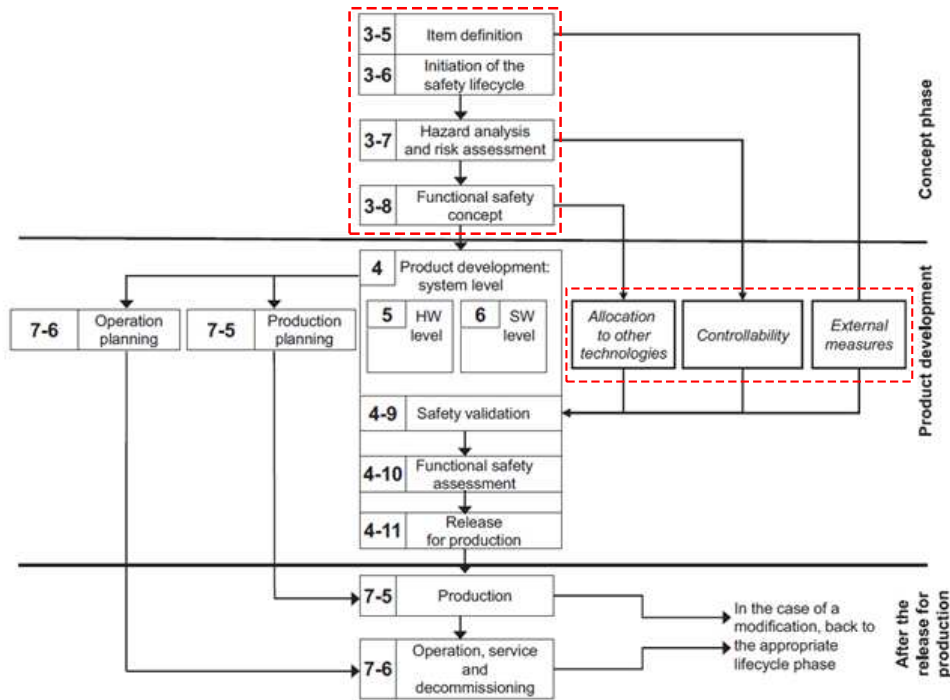 3-5 Item definition
3-6 Initiation of the
safety lifecycle
3-7 Hazard analysis
and risk assessment
3-8 Functional safety
concept
Concept phase
4 Product development:
system level
5 HW
level
6 SW
level
7-6 Operation
planning
7-5 Production
planning
Allocation
to other
technologies
Controllability
External
measures
Product development
4-9 Safety validation
4-10 Functional safety
assessment
4-11 Release
for production
7-5 Production
7-6 Operation, service
and
decommissioning
In the case of a
modification, back to
the appropriate
lifecycle phase
After the
release for
production